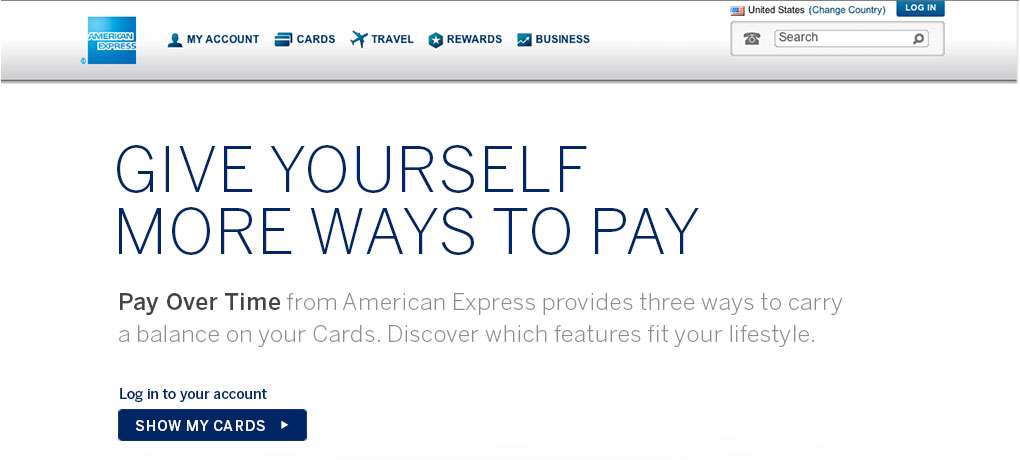 United States (Change Country)
LOG IN
AMERICAN
EXPRESS
®
MY ACCOUNT
CARDS
TRAVEL
REWARDS
BUSINESS
Search
GIVE YOURSELF
MORE WAYS TO PAY
Pay Over Time from American Express provides three ways to carry
a balance on your Cards. Discover which features fit your lifestyle.
Log in to your account
SHOW MY CARDS